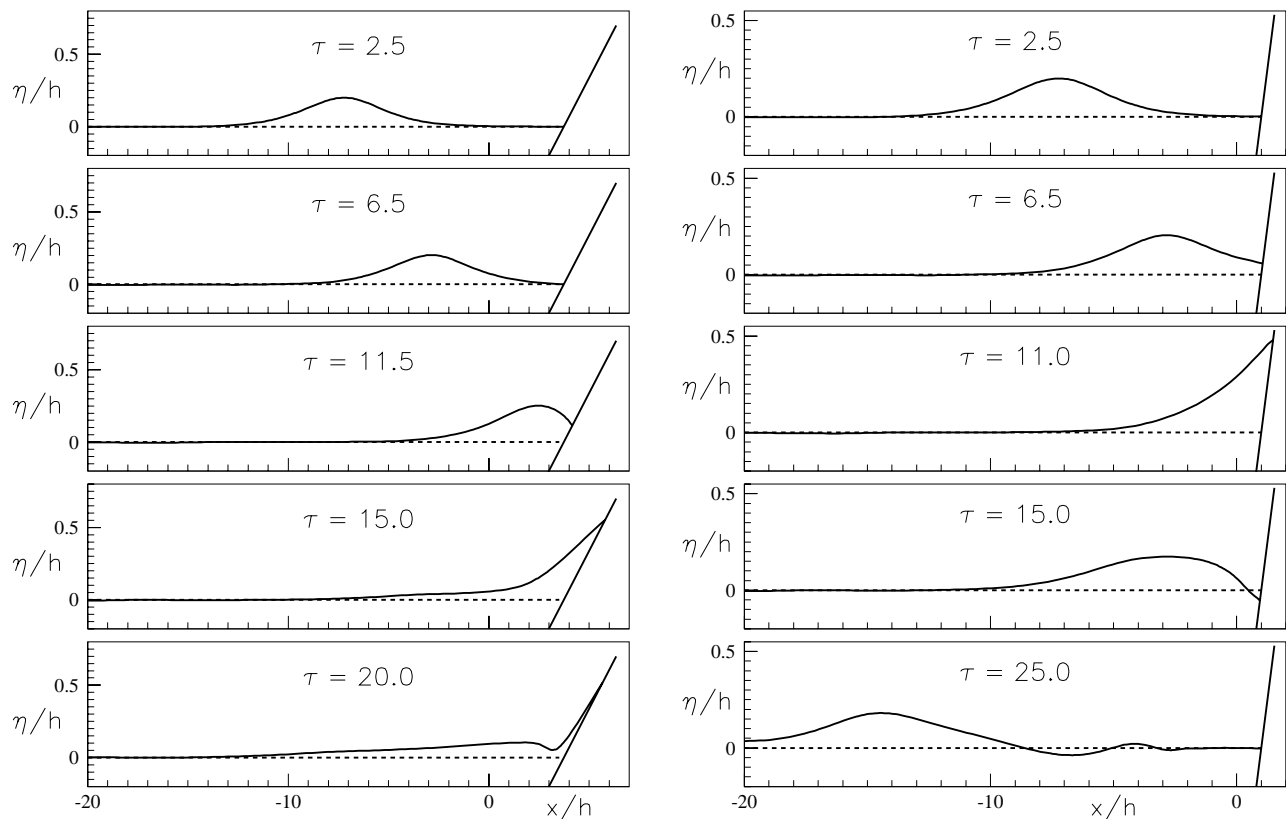 τ = 2.5
0.5
η/h
0
τ = 6.5
0.5
η/h
0
τ = 11.5
0.5
η/h
0
τ = 15.0
0.5
η/h
0
τ = 20.0
0.5
η/h
0
-20 -10 0 x/h
τ = 2.5
0.5
η/h
0
τ = 6.5
0.5
η/h
0
τ = 11.0
0.5
η/h
0
τ = 15.0
0.5
η/h
0
τ = 25.0
0.5
η/h
0
-20 -10 x/h 0